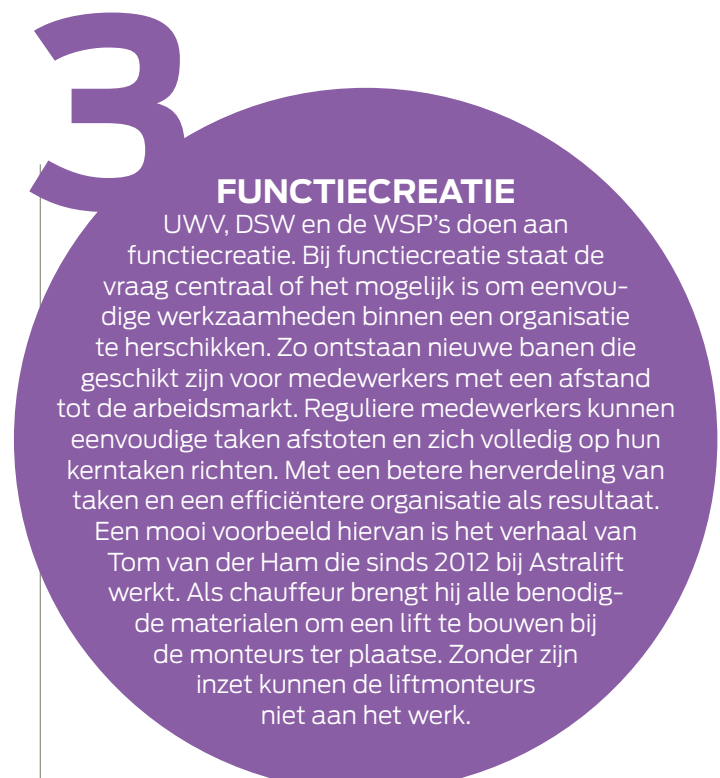 3
FUNCTIECREATIE
UWV, DSW en de WSP's doen aan
functiecreatie. Bij functiecreatie staat de
vraag centraal of het mogelijk is om eenvou-
dige werkzaamheden binnen een organisatie
te herschikken. Zo ontstaan nieuwe banen die
geschikt zijn voor medewerkers met een afstand
tot de arbeidsmarkt. Reguliere medewerkers kunnen
eenvoudige taken afstoten en zich volledig op hun
kerntaken richten. Met een betere herverdeling van
taken en een efficiëntere organisatie als resultaat.
Een mooi voorbeeld hiervan is het verhaal van
Tom van der Ham die sinds 2012 bij Astralift
werkt. Als chauffeur brengt hij alle benodig-
de materialen om een lift te bouwen bij
de monteurs ter plaatse. Zonder zijn
inzet kunnen de liftmonteurs
niet aan het werk.